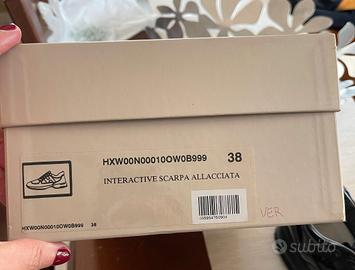 HXW00N00010OW0B999 38
INTERACTIVE SCARPA ALLACCIATA
VER
HXW00N00010OW0B999 38
subito